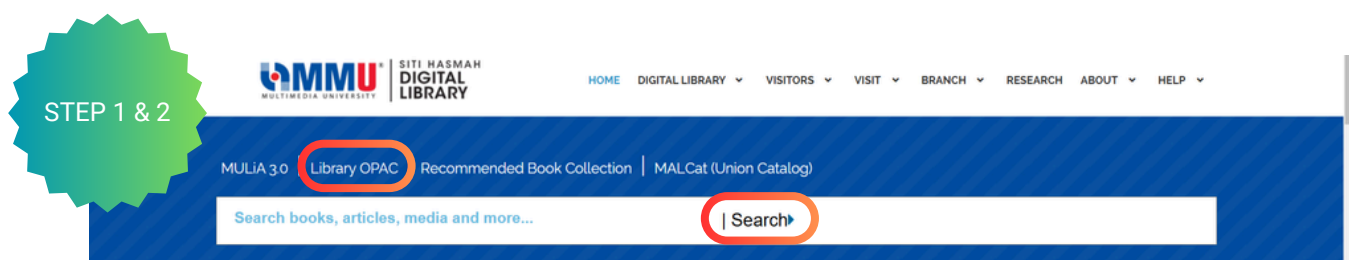 STEP 1 & 2
MMU
MULTIMEDIA UNIVERSITY
SITI HASMAH
DIGITAL
LIBRARY
HOME DIGITAL LIBRARY VISITORS VISIT BRANCH RESEARCH ABOUT HELP
MULiA 3.0 | Library OPAC Recommended Book Collection | MALCat (Union Catalog)
Search books, articles, media and more... | Search